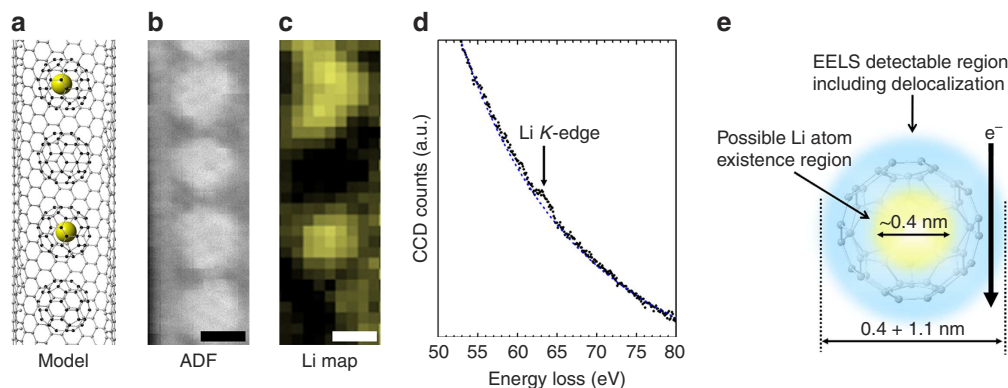 a
Model
b
ADF
c
Li map
d
CCD counts (a.u.)
Li K-edge
50 55 60 65 70 75 80
Energy loss (eV)
e
EELS detectable region
including delocalization
Possible Li atom
existence region
e−
~0.4 nm
0.4 + 1.1 nm